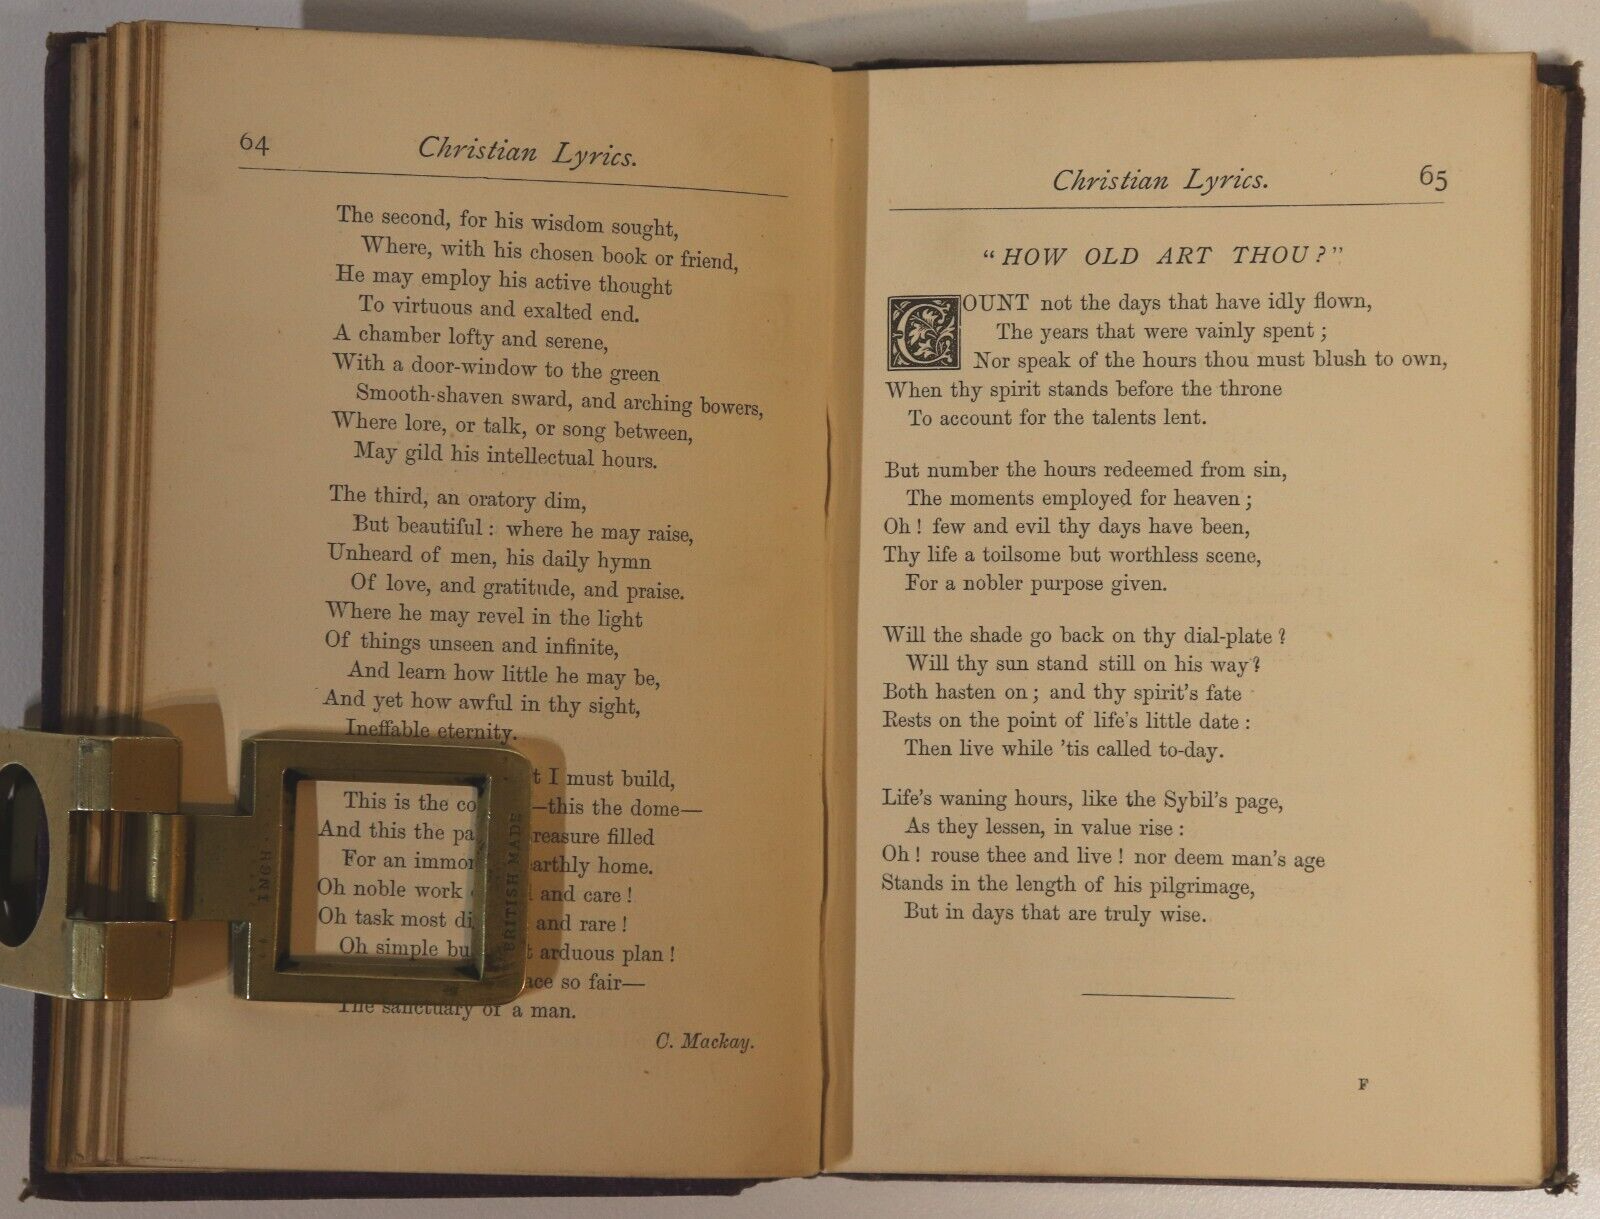 64
Christian Lyrics.
The second, for his wisdom sought,
Where, with his chosen book or friend,
He may employ his active thought
To virtuous and exalted end.
A chamber lofty and serene,
With a door-window to the green
Smooth-shaven sward, and arching bowers,
Where lore, or talk, or song between,
May gild his intellectual hours.
The third, an oratory dim,
But beautiful: where he may raise,
Unheard of men, his daily hymn
Of love, and gratitude, and praise.
Where he may revel in the light
Of things unseen and infinite,
And learn how little he may be,
And yet how awful in thy sight,
Ineffable eternity.
I must build,
This is the —this the dome—
And this the filled
For an home.
Oh noble work and care!
Oh task most and rare!
Oh simple arduous plan!
so fair—
The sanctuary of a man.
C. Mackay.
INCH
BRITISH MADE
Christian Lyrics.
65
"HOW OLD ART THOU?"
COUNT not the days that have idly flown,
The years that were vainly spent;
Nor speak of the hours thou must blush to own,
When thy spirit stands before the throne
To account for the talents lent.
But number the hours redeemed from sin,
The moments employed for heaven;
Oh! few and evil thy days have been,
Thy life a toilsome but worthless scene,
For a nobler purpose given.
Will the shade go back on thy dial-plate?
Will thy sun stand still on his way?
Both hasten on; and thy spirit's fate
Rests on the point of life's little date:
Then live while 'tis called to-day.
Life's waning hours, like the Sybil's page,
As they lessen, in value rise:
Oh! rouse thee and live! nor deem man's age
Stands in the length of his pilgrimage,
But in days that are truly wise.
F